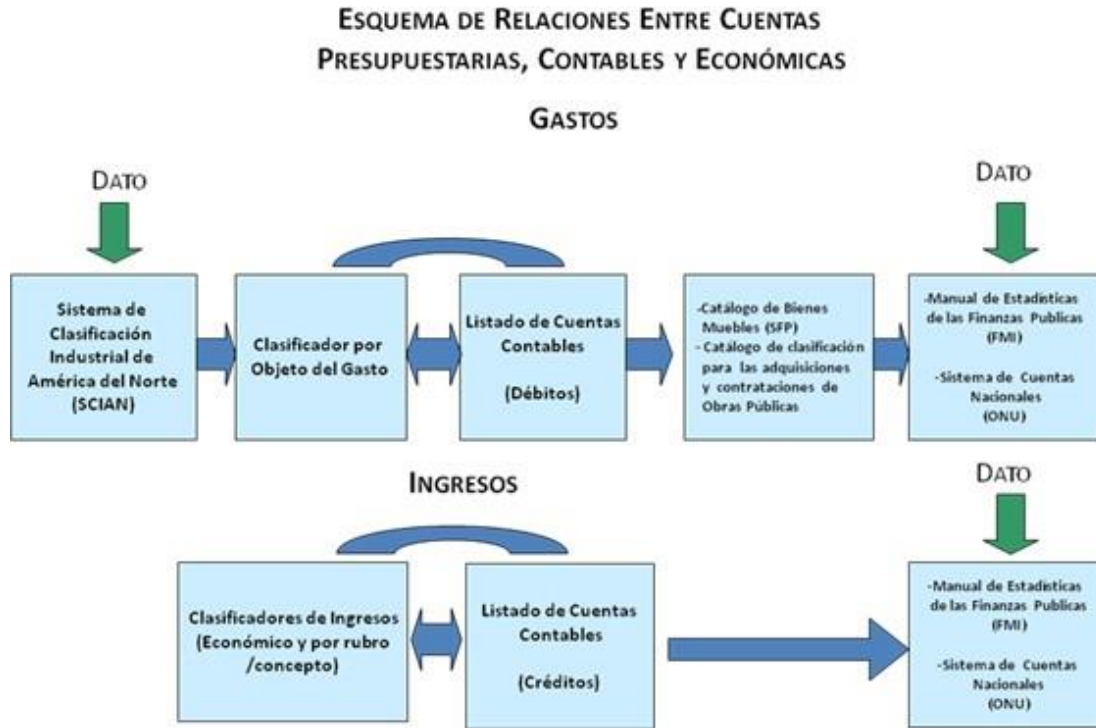 ESQUEMA DE RELACIONES ENTRE CUENTAS
PRESUPUESTARIAS, CONTABLES Y ECONÓMICAS
GASTOS
DATO
DATO
Sistema de
Clasificación
Industrial de
América del Norte
(SCIAN)
Clasificador por
Objeto del Gasto
Listado de Cuentas
Contables
(Débitos)
-Catálogo de Bienes
Muebles (SFP)
- Catálogo de clasificación
para las adquisiciones
y contrataciones de
Obras Públicas
-Manual de Estadísticas
de las Finanzas Publicas
(FMI)
-Sistema de Cuentas
Nacionales
(ONU)
INGRESOS
DATO
Clasificadores de Ingresos
(Económico y por rubro
/concepto)
Listado de Cuentas
Contables
(Créditos)
-Manual de Estadísticas
de las Finanzas Publicas
(FMI)
-Sistema de Cuentas
Nacionales
(ONU)